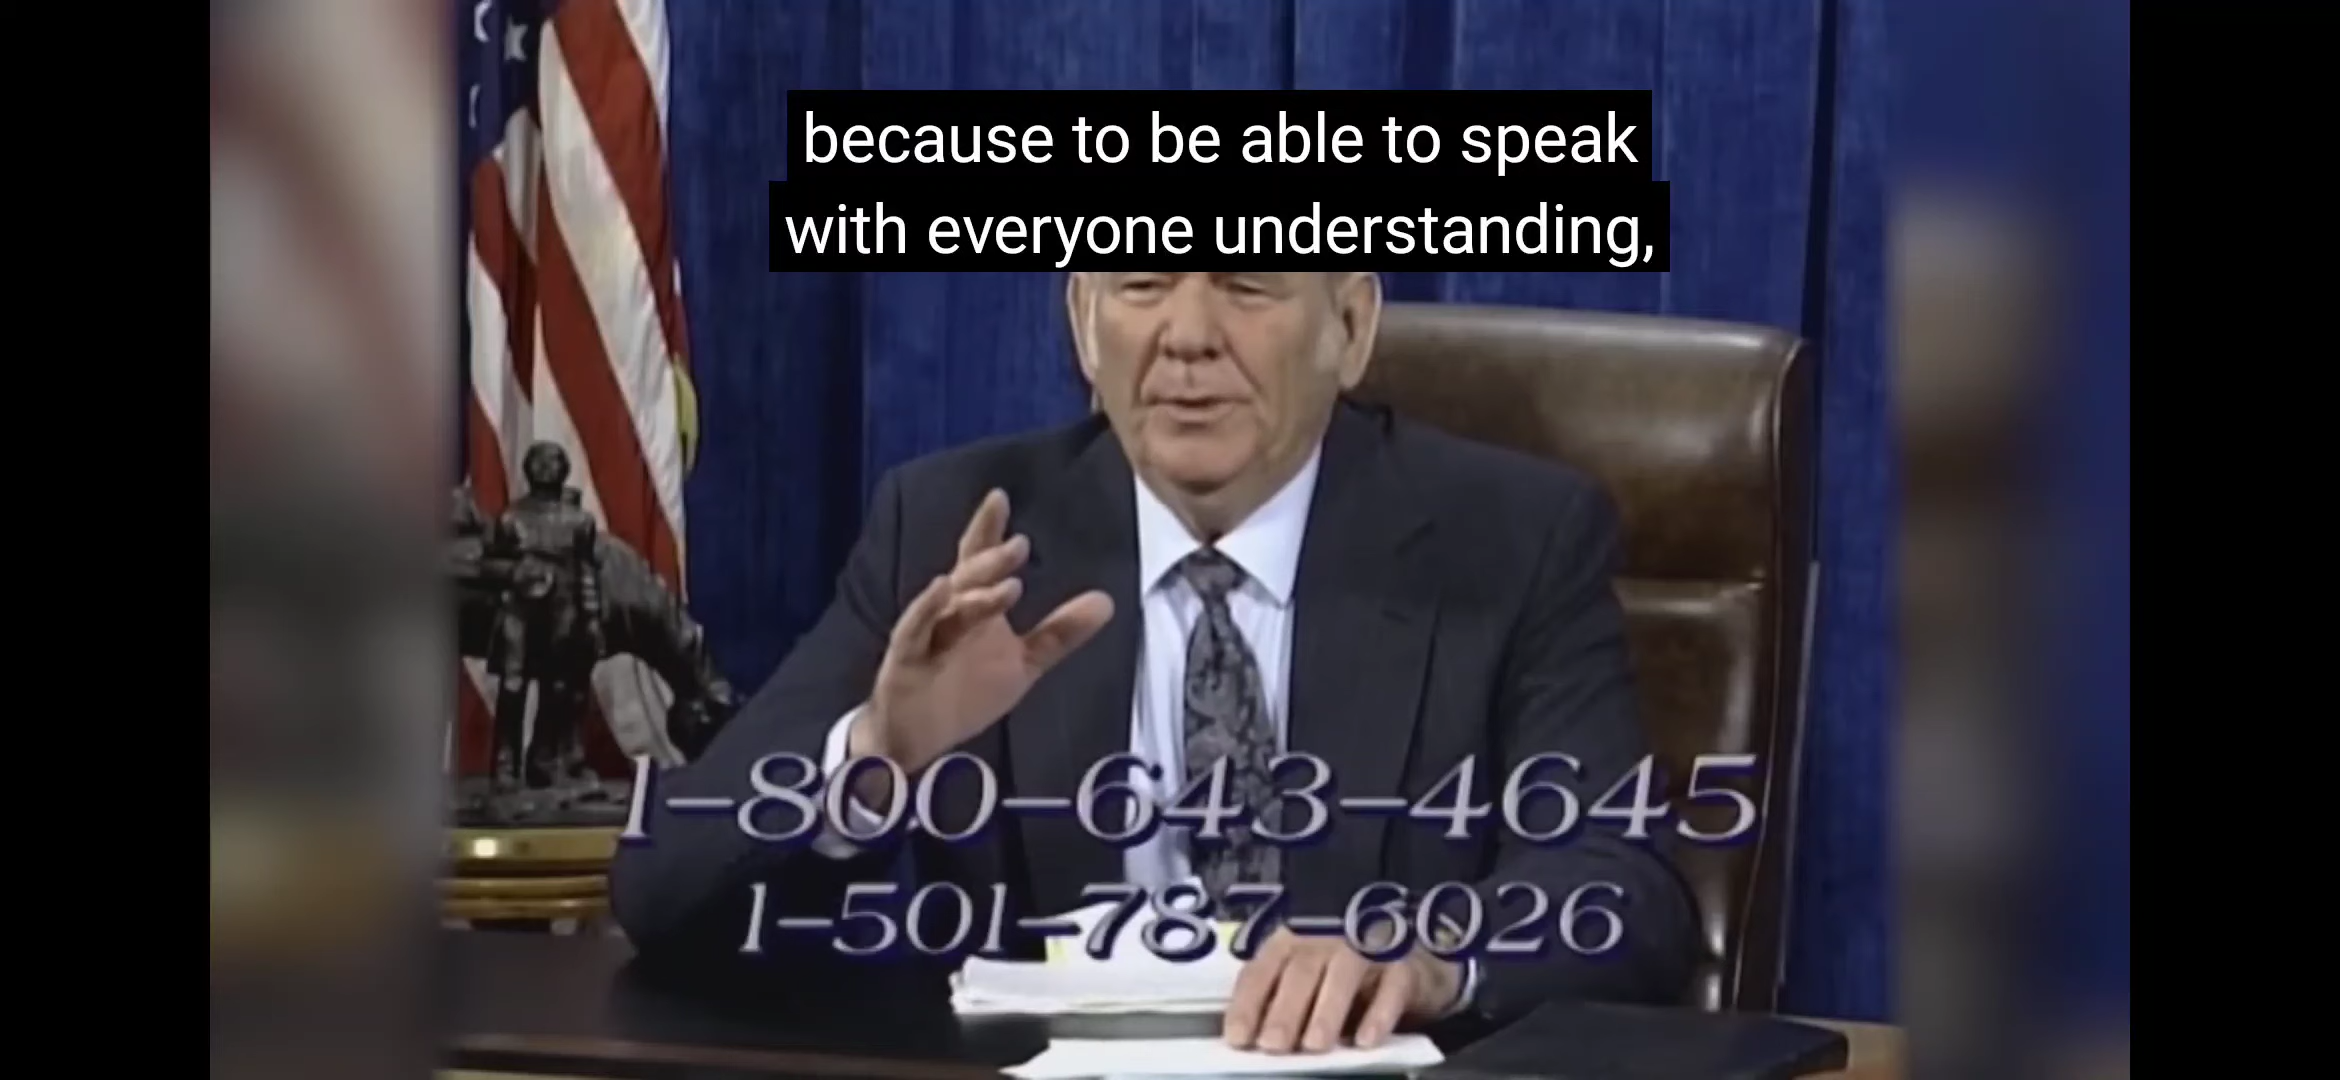 because to be able to speak
with everyone understanding,
1-800-643-4645
1-501-787-6026